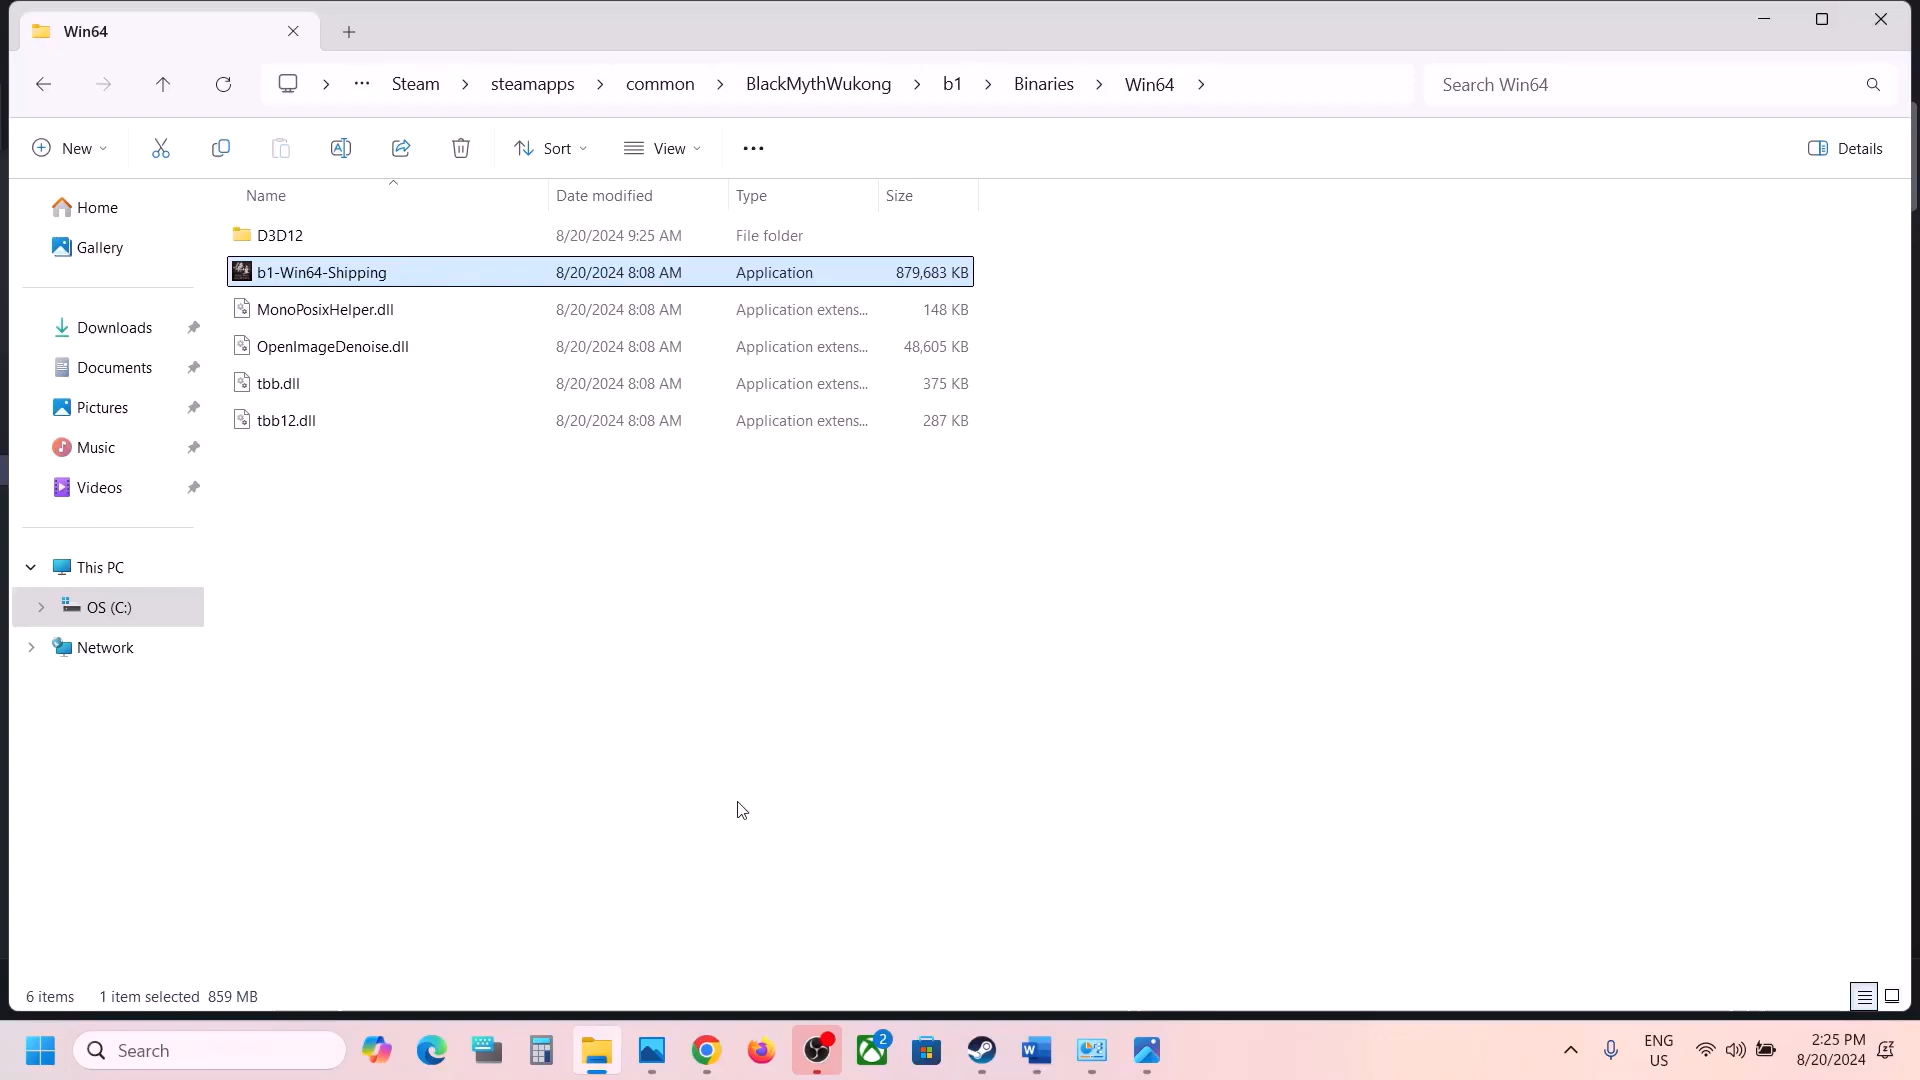 Win64
Steam > steamapps > common > BlackMythWukong > b1 > Binaries > Win64 >
Search Win64
New
Sort
View
Details
Name Date modified Type Size
Home
Gallery
Downloads
Documents
Pictures
Music
Videos
This PC
OS (C:)
Network
D3D12 8/20/2024 9:25 AM File folder
b1-Win64-Shipping 8/20/2024 8:08 AM Application 879,683 KB
MonoPosixHelper.dll 8/20/2024 8:08 AM Application extens... 148 KB
OpenImageDenoise.dll 8/20/2024 8:08 AM Application extens... 48,605 KB
tbb.dll 8/20/2024 8:08 AM Application extens... 375 KB
tbb12.dll 8/20/2024 8:08 AM Application extens... 287 KB
6 items 1 item selected 859 MB
Search
2
ENG
US
2:25 PM
8/20/2024